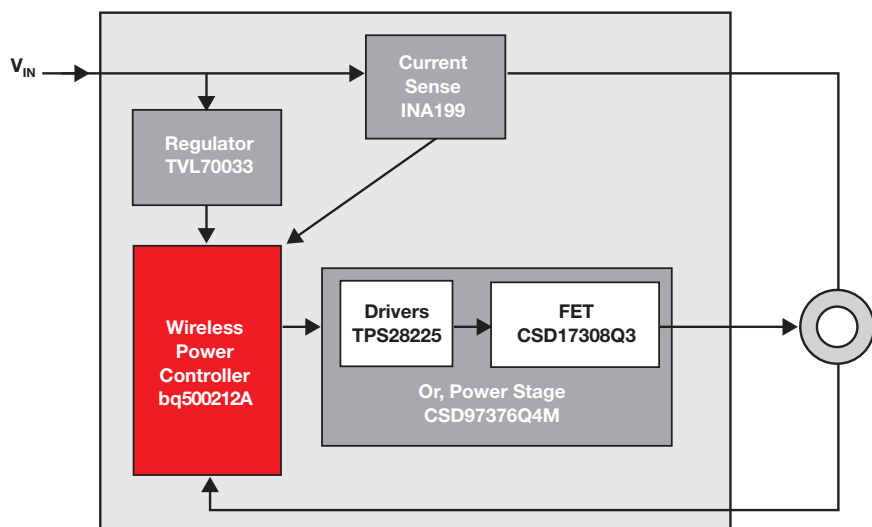 V_IN
Current
Sense
INA199
Regulator
TVL70033
Wireless
Power
Controller
bq500212A
Drivers
TPS28225
FET
CSD17308Q3
Or, Power Stage
CSD97376Q4M